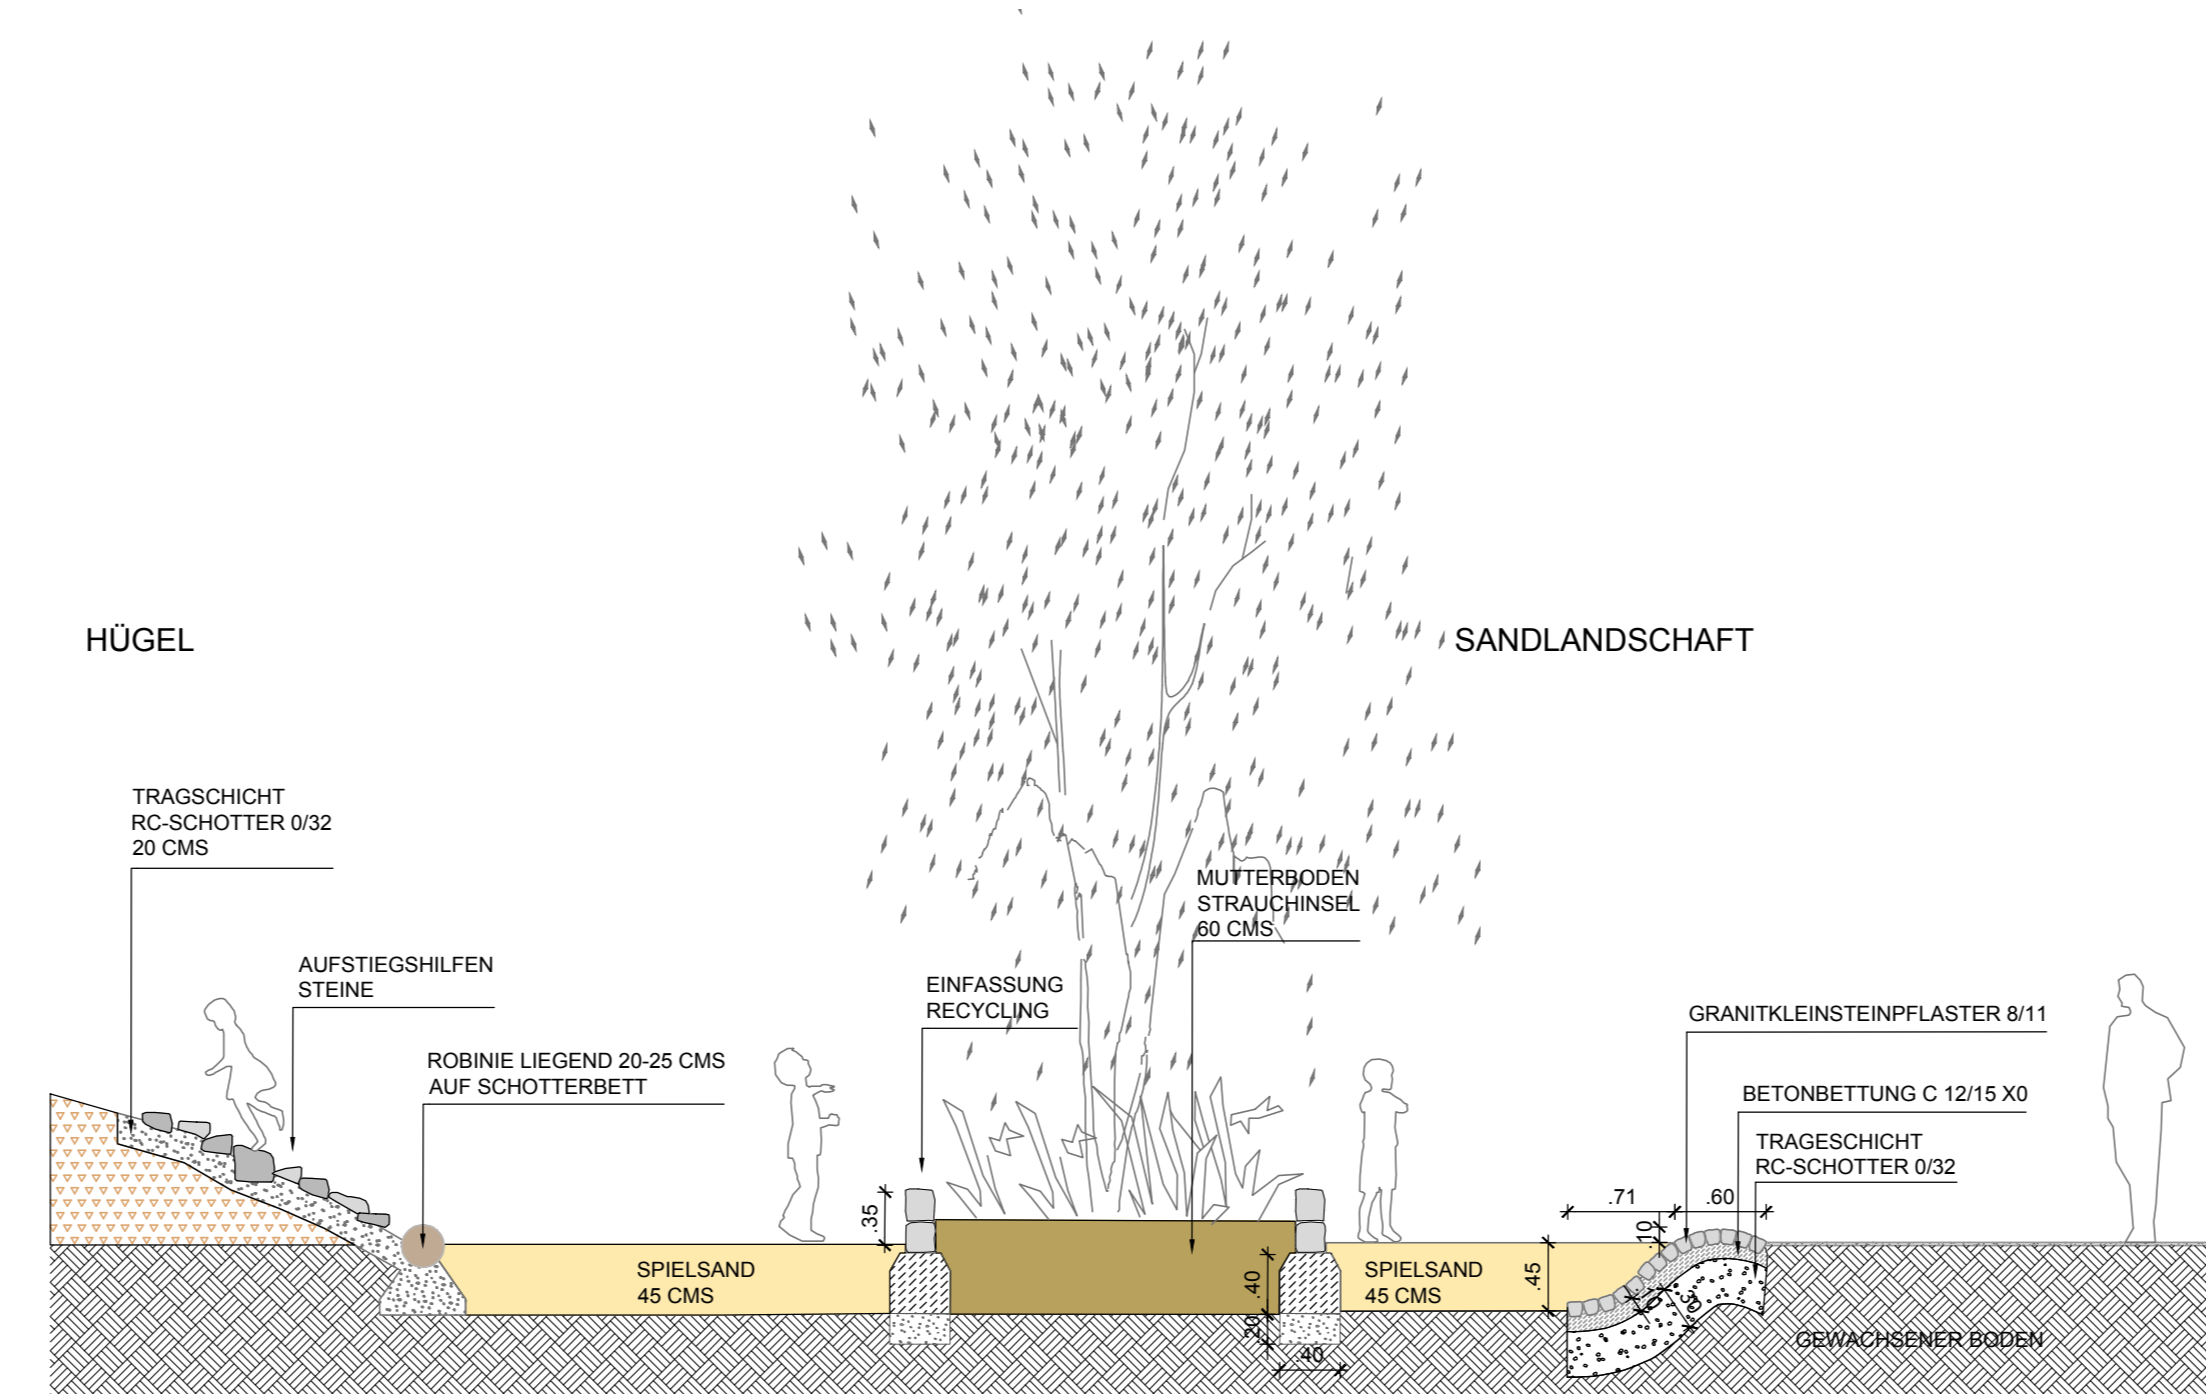 HÜGEL
SANDLANDSCHAFT
TRAGSCHICHT
RC-SCHOTTER 0/32
20 CMS
AUFSTIEGSHILFEN
STEINE
ROBINIE LIEGEND 20-25 CMS
AUF SCHOTTERBETT
EINFASSUNG
RECYCLING
MUTTERBODEN
STRAUCHINSEL
60 CMS
GRANITKLEINSTEINPFLASTER 8/11
BETONBETTUNG C 12/15 X0
TRAGESCHICHT
RC-SCHOTTER 0/32
.71
.60
.10
.35
SPIELSAND
45 CMS
.40
.20
.40
SPIELSAND
45 CMS
.45
.30
GEWACHSENER BODEN